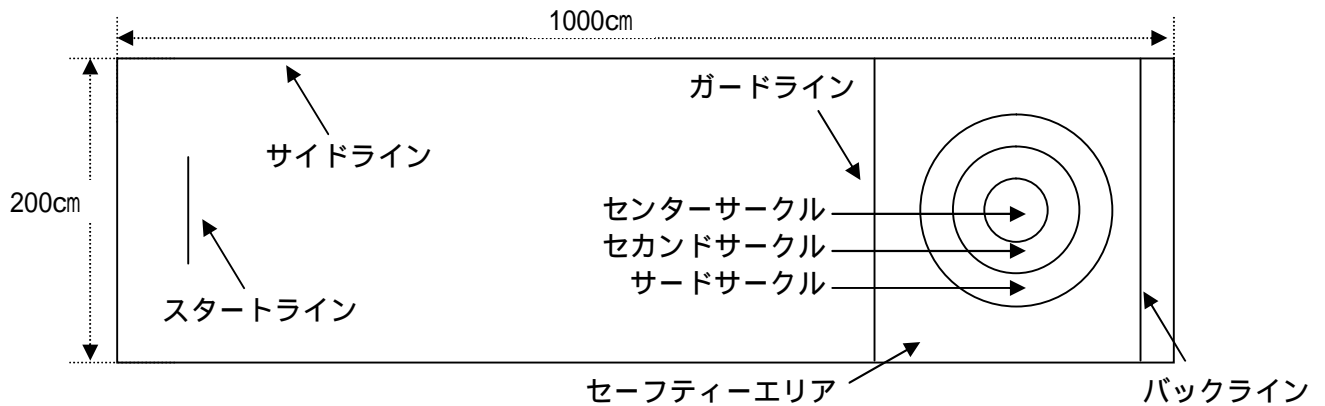 1000㎝
ガードライン
サイドライン
200㎝
センターサークル
セカンドサークル
サードサークル
スタートライン
セーフティーエリア
バックライン